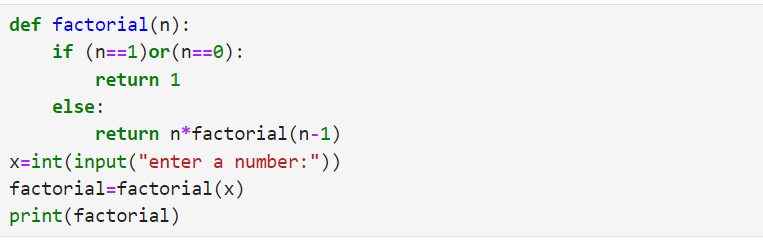 def factorial(n):
    if (n==1)or(n==0):
        return 1
    else:
        return n*factorial(n-1)
x=int(input("enter a number:"))
factorial=factorial(x)
print(factorial)